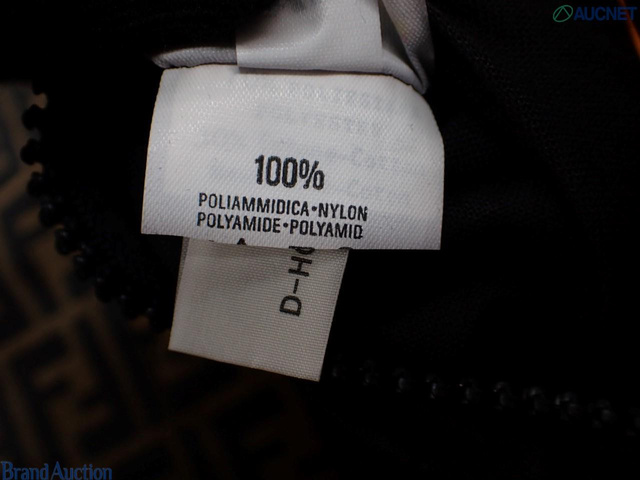 AUCNET
100%
POLIAMMIDICA•NYLON
POLYAMIDE•POLYAMID
Brand Auction